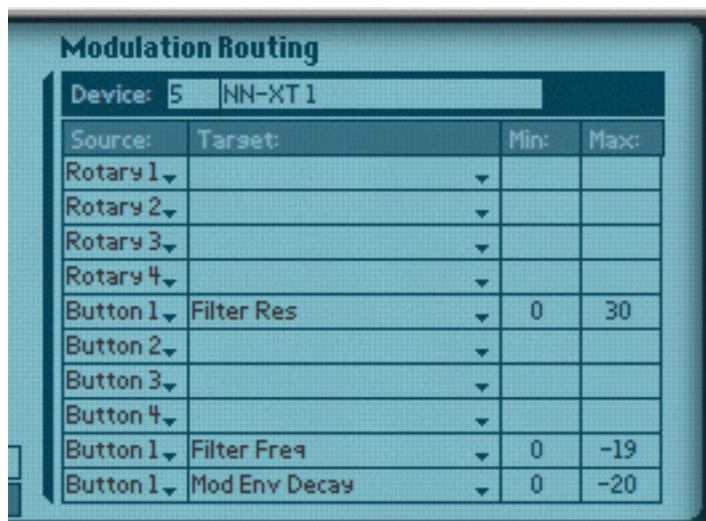 Modulation Routing
Device: 5 NN-XT 1
Source: Target: Min: Max:
Rotary 1
Rotary 2
Rotary 3
Rotary 4
Button 1 Filter Res 0 30
Button 2
Button 3
Button 4
Button 1 Filter Freq 0 -19
Button 1 Mod Env Decay 0 -20